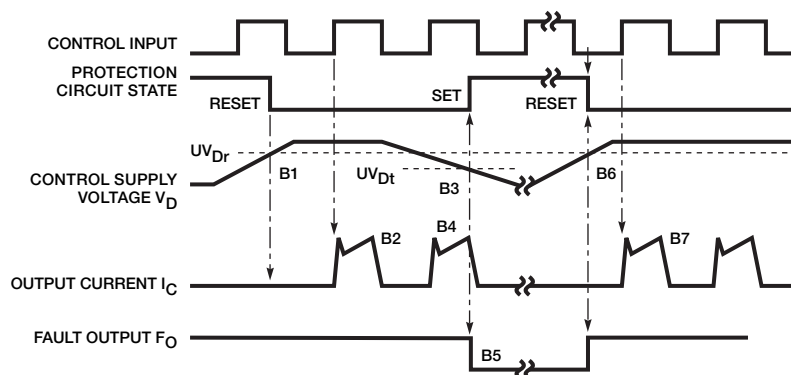 CONTROL INPUT
PROTECTION
CIRCUIT STATE
RESET
SET
RESET
UVDr
B1
UVDt
B3
B6
CONTROL SUPPLY
VOLTAGE VD
B2
B4
B7
OUTPUT CURRENT IC
FAULT OUTPUT FO
B5